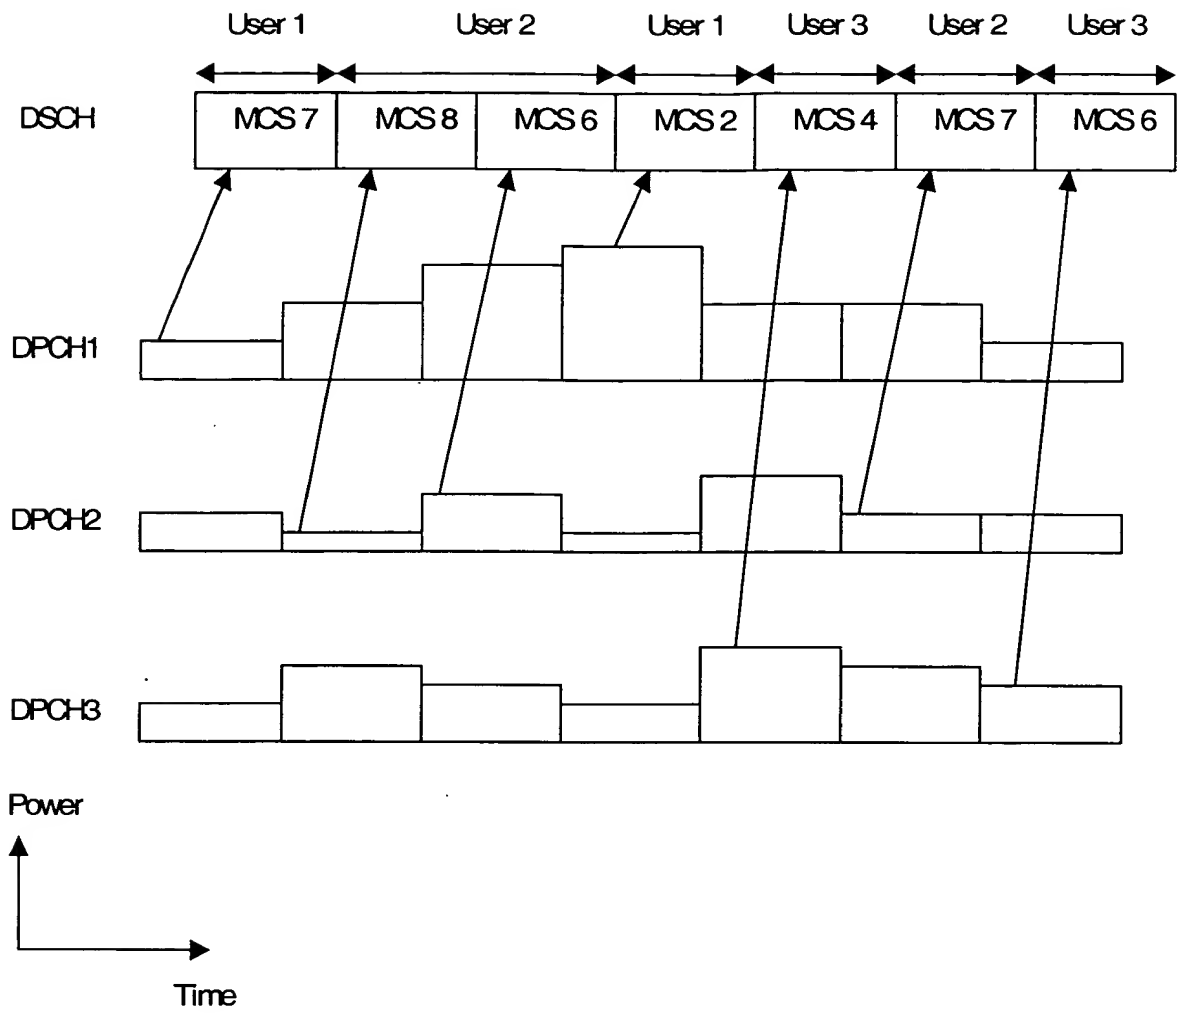 User 1 User 2 User 1 User 3 User 2 User 3
DSCH MCS 7 MCS 8 MCS 6 MCS 2 MCS 4 MCS 7 MCS 6
DPCH1
DPCH2
DPCH3
Power
Time